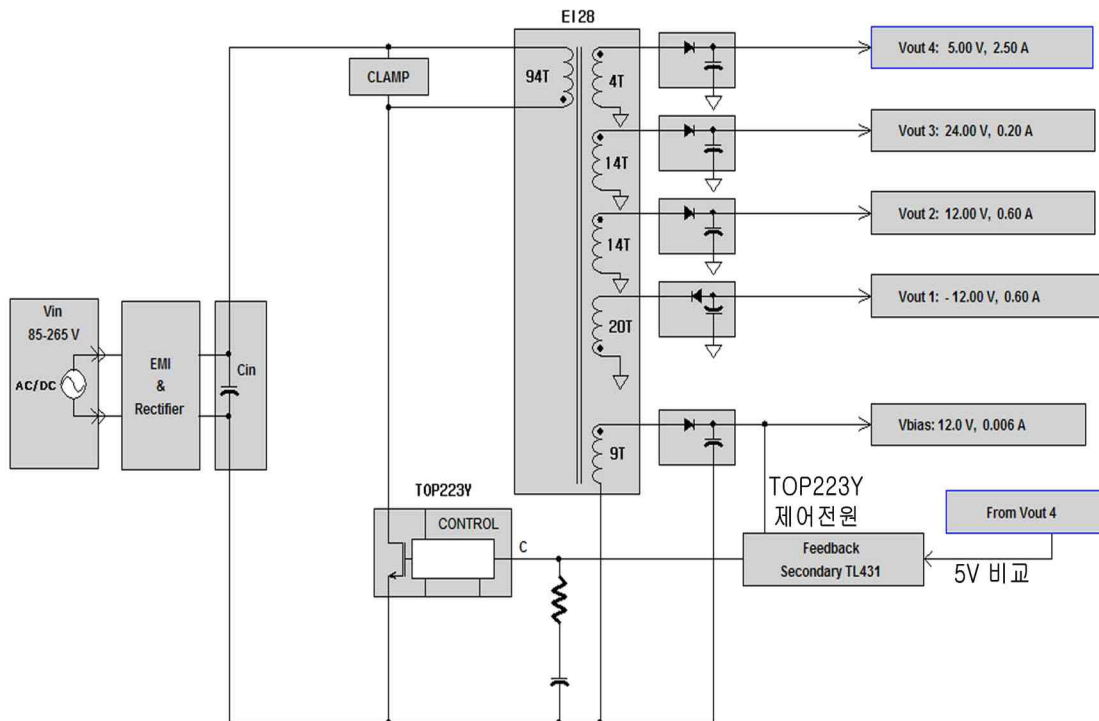 EI28
CLAMP
94T
4T
14T
14T
20T
9T
Vout 4: 5.00 V, 2.50 A
Vout 3: 24.00 V, 0.20 A
Vout 2: 12.00 V, 0.60 A
Vout 1: - 12.00 V, 0.60 A
Vbias: 12.0 V, 0.006 A
Vin
85-265 V
AC/DC
EMI
&
Rectifier
Cin
TOP223Y
CONTROL
C
TOP223Y
제어전원
Feedback
Secondary TL431
From Vout 4
5V 비교